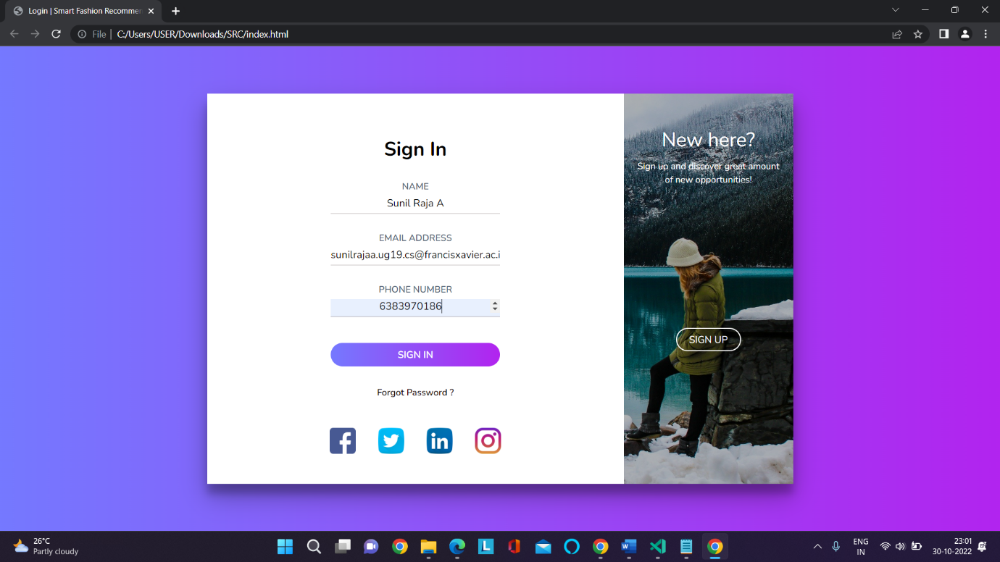 Login | Smart Fashion Recommen
File | C:/Users/USER/Downloads/SRC/index.html
Sign In
NAME
Sunil Raja A
EMAIL ADDRESS
sunilrajaa.ug19.cs@francisxavier.ac.i
PHONE NUMBER
6383970186
SIGN IN
Forgot Password ?
New here?
Sign up and discover great amount
of new opportunities!
SIGN UP
26°C
Partly cloudy
ENG
IN
23:01
30-10-2022